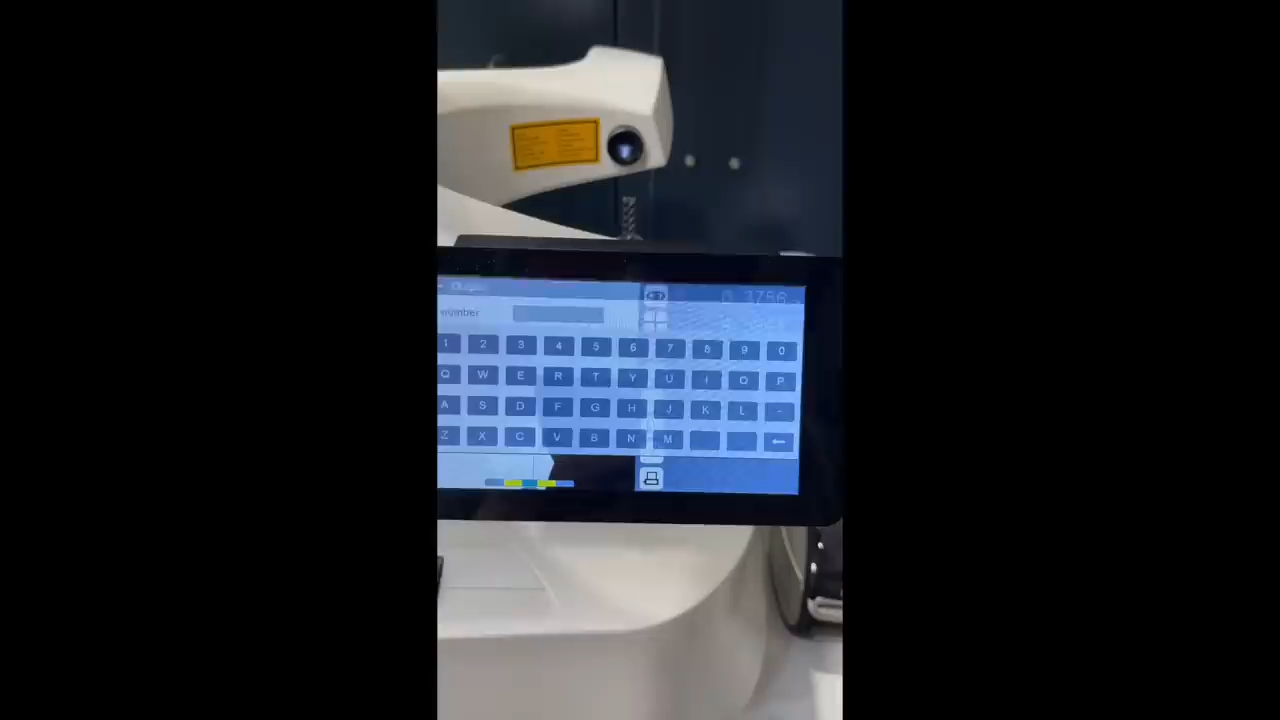 number
1 2 3 4 5 6 7 8 9 0
Q W E R T Y U I O P
A S D F G H J K L -
Z X C V B N M ←